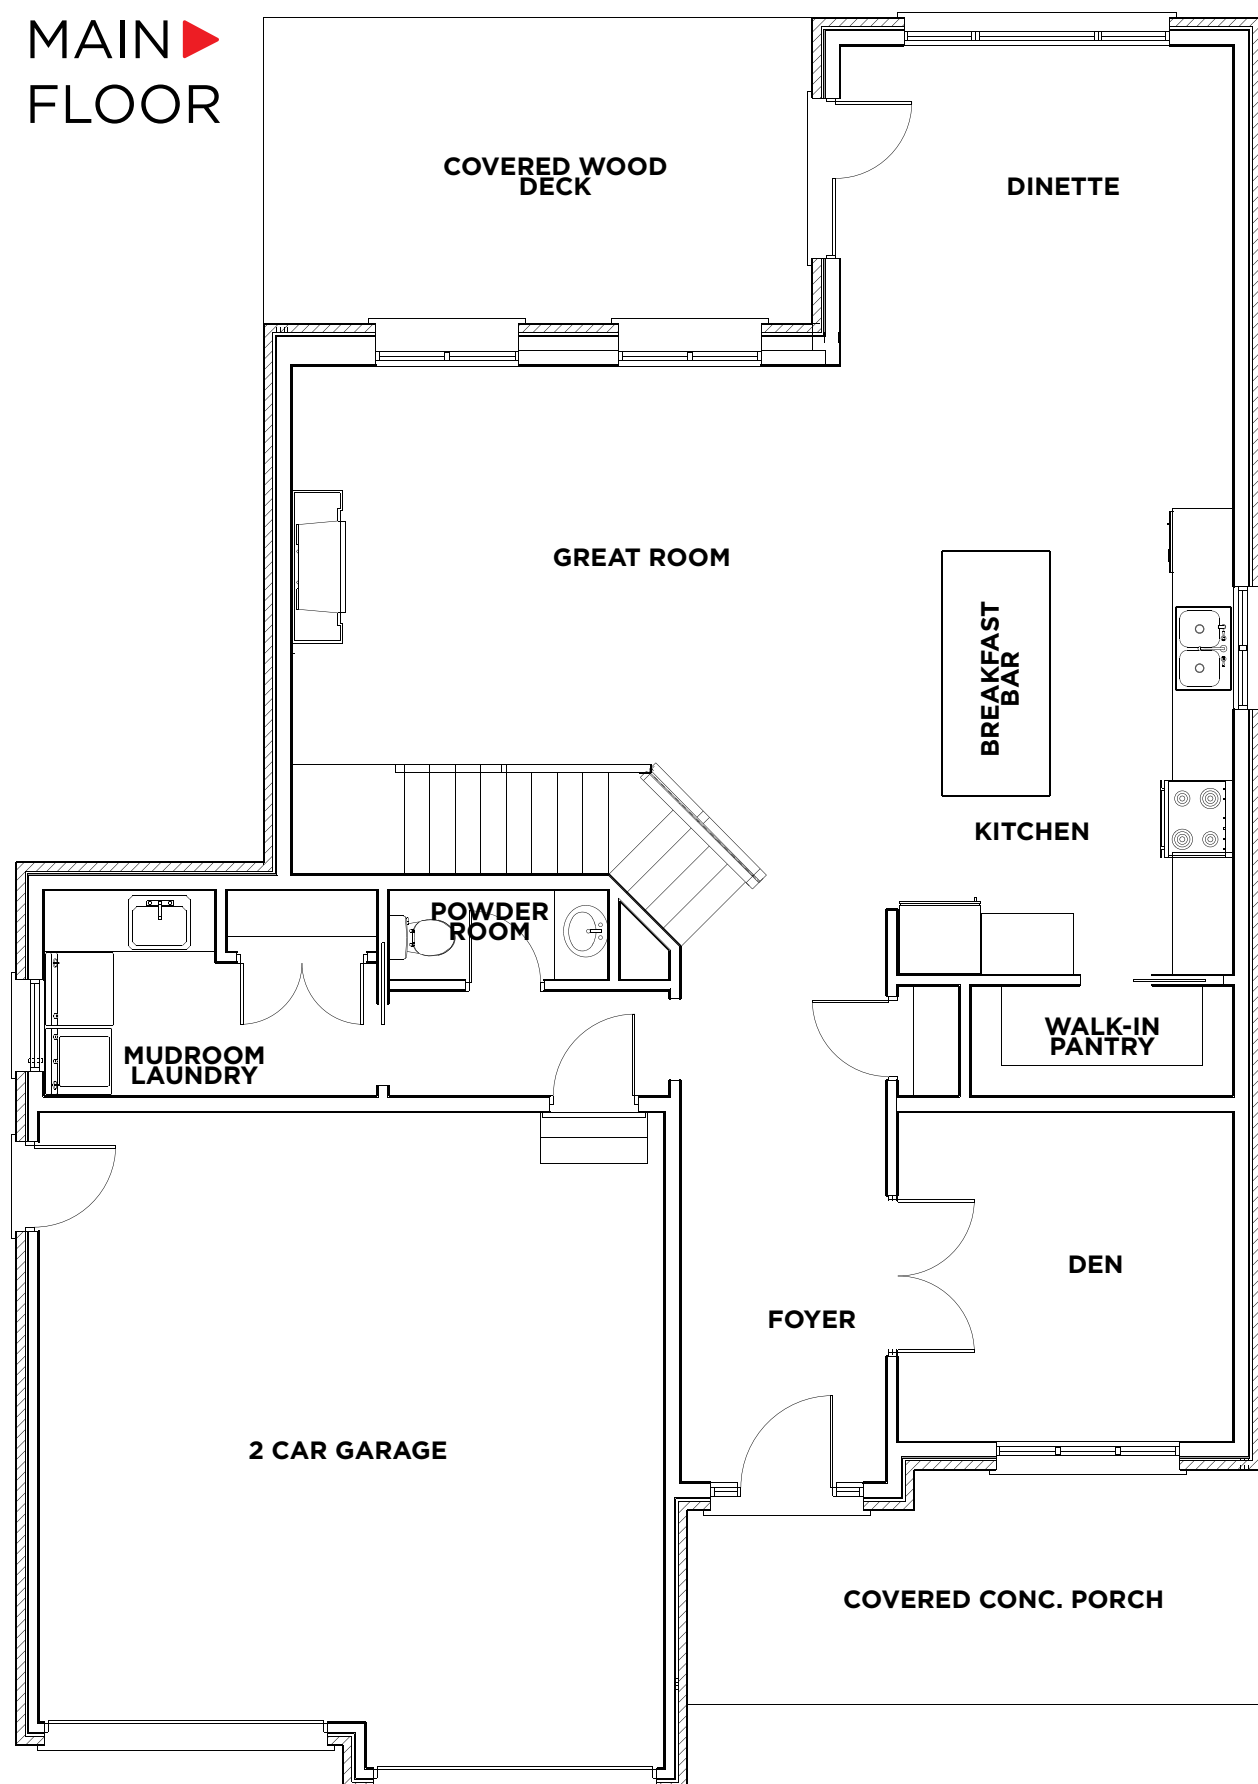 MAIN
FLOOR
COVERED WOOD
DECK
DINETTE
GREAT ROOM
BREAKFAST
BAR
KITCHEN
POWDER
ROOM
WALK-IN
PANTRY
MUDROOM
LAUNDRY
DEN
FOYER
2 CAR GARAGE
COVERED CONC. PORCH